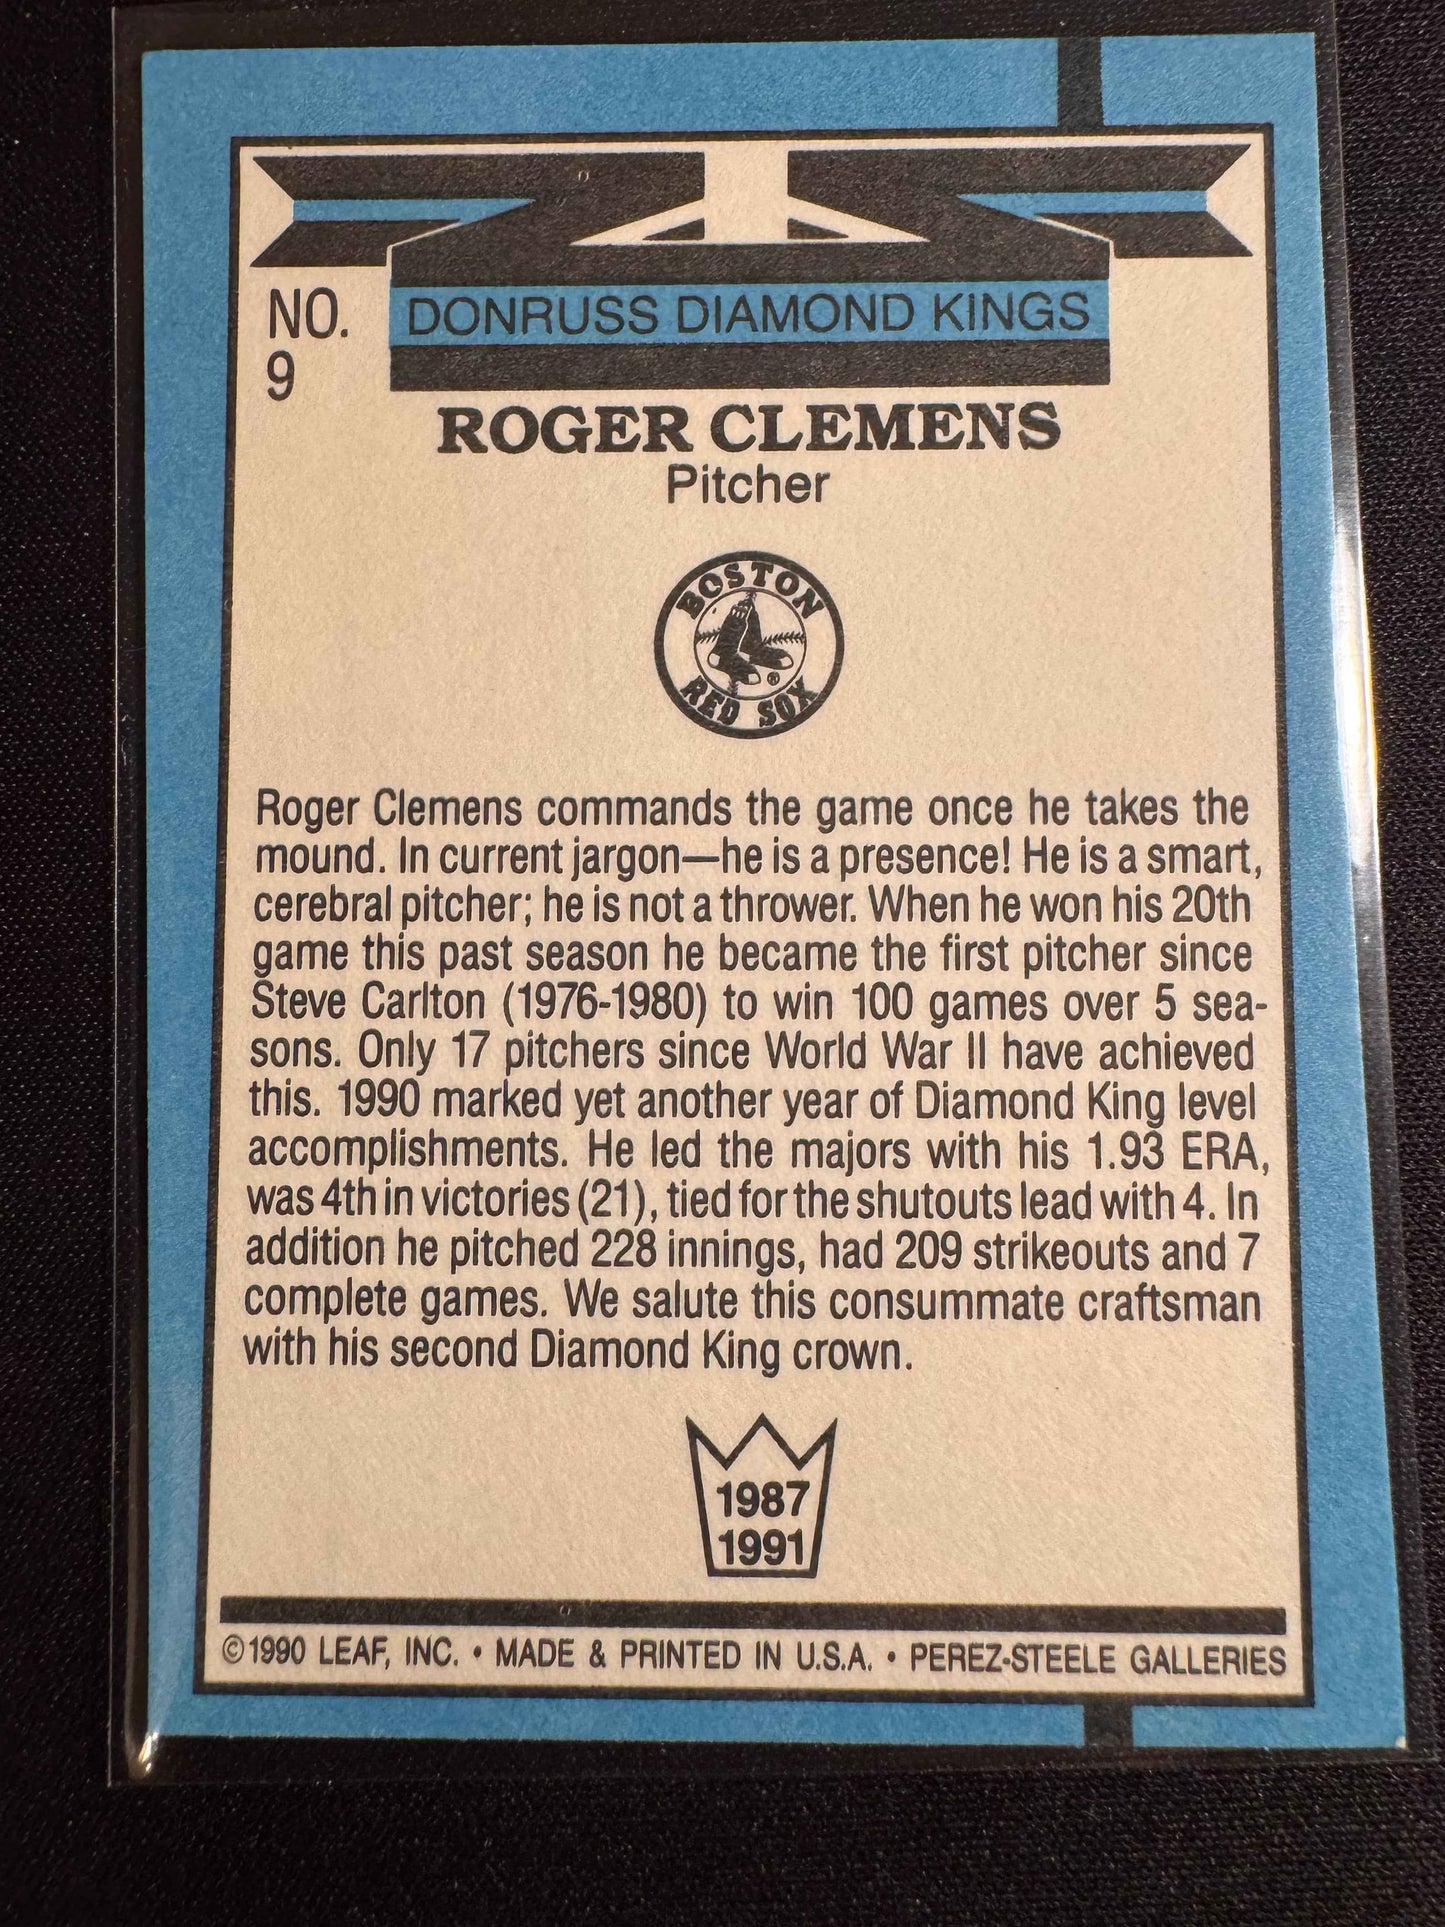 NO.
9
DONRUSS DIAMOND KINGS
ROGER CLEMENS
Pitcher
BOSTON
®
RED SOX
Roger Clemens commands the game once he takes the
mound. In current jargon—he is a presence! He is a smart,
cerebral pitcher; he is not a thrower. When he won his 20th
game this past season he became the first pitcher since
Steve Carlton (1976-1980) to win 100 games over 5 sea-
sons. Only 17 pitchers since World War II have achieved
this. 1990 marked yet another year of Diamond King level
accomplishments. He led the majors with his 1.93 ERA,
was 4th in victories (21), tied for the shutouts lead with 4. In
addition he pitched 228 innings, had 209 strikeouts and 7
complete games. We salute this consummate craftsman
with his second Diamond King crown.
1987
1991
©1990 LEAF, INC. • MADE & PRINTED IN U.S.A. • PEREZ-STEELE GALLERIES